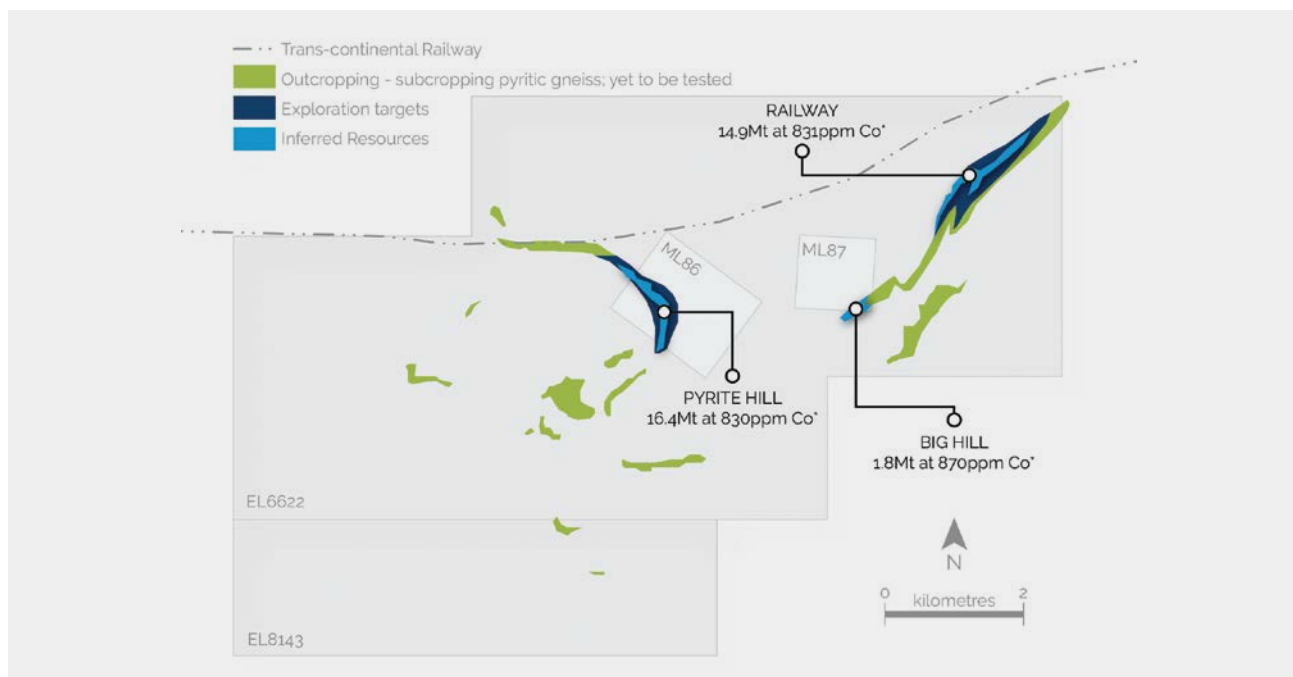 Trans-continental Railway
Outcropping - subcropping pyritic gneiss; yet to be tested
Exploration targets
Inferred Resources
RAILWAY
14.9Mt at 831ppm Co*
ML86
ML87
PYRITE HILL
16.4Mt at 830ppm Co*
BIG HILL
1.8Mt at 870ppm Co*
EL6622
N
0 kilometres 2
EL8143